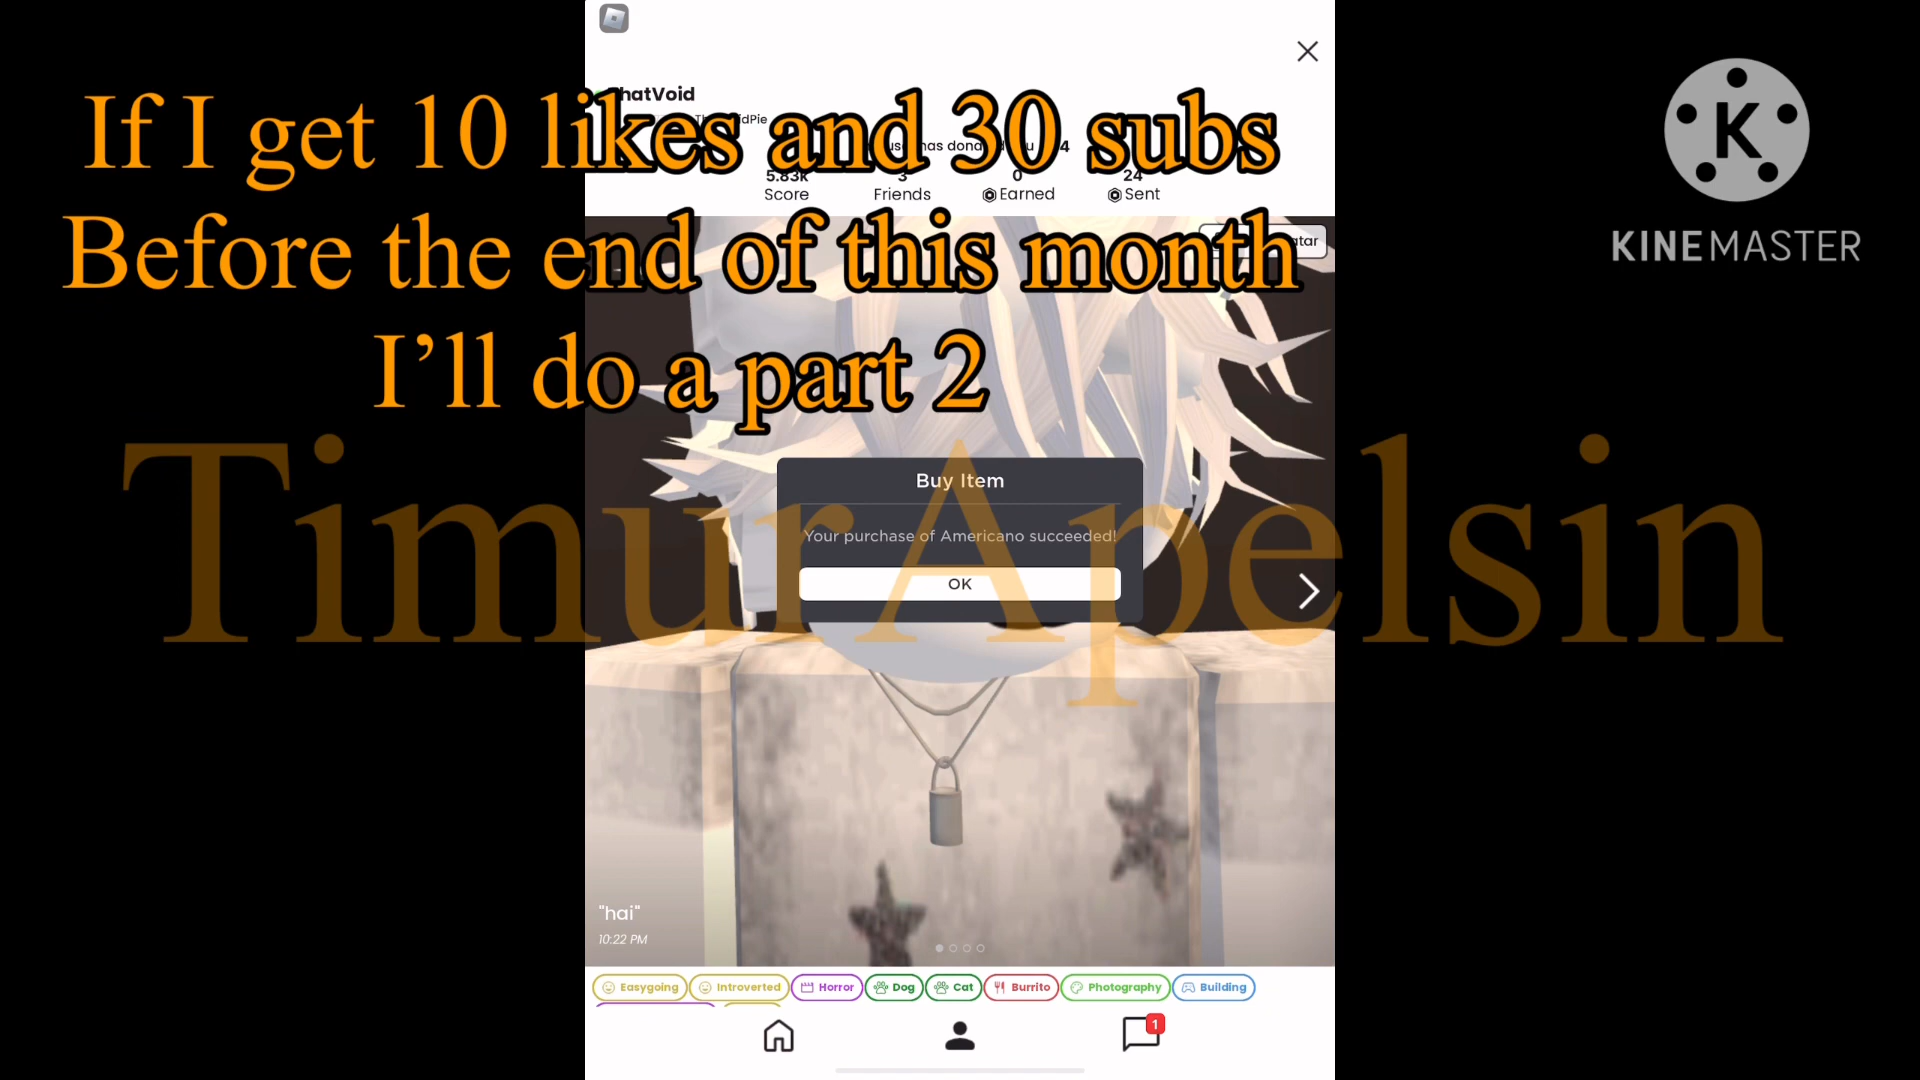 hatVoid
If I get 10 likes and 30 subs
5.83k
Score
3
Friends
0
Earned
24
Sent
Before the end of this month
I’ll do a part 2
KINEMASTER
TimurApelsin
Buy Item
Your purchase of Americano succeeded!
OK
"hai"
10:22 PM
Easygoing Introverted Horror Dog Cat Burrito Photography Building
1